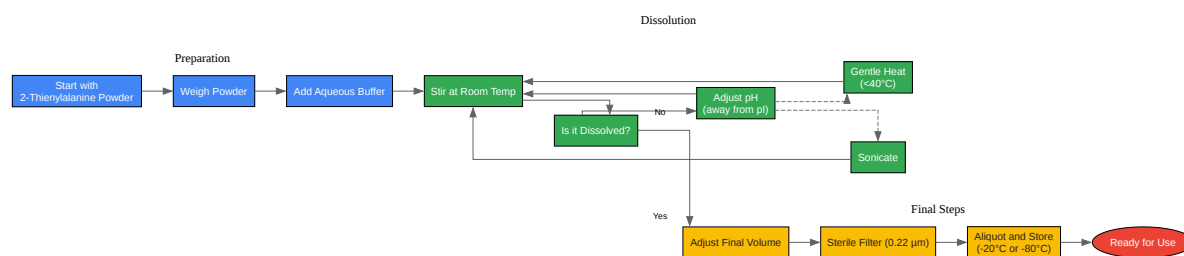 Dissolution
Preparation
Start with
2-Thienylalanine Powder
Weigh Powder
Add Aqueous Buffer
Stir at Room Temp
Is it Dissolved?
No
Adjust pH
(away from pI)
Gentle Heat
(<40°C)
Sonicate
Yes
Final Steps
Adjust Final Volume
Sterile Filter (0.22 µm)
Aliquot and Store
(-20°C or -80°C)
Ready for Use